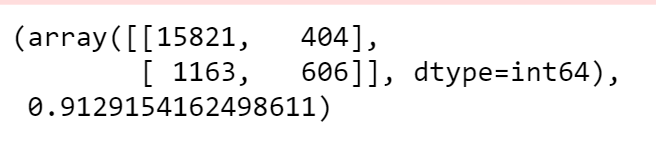 (array([[15821,   404],
        [ 1163,   606]], dtype=int64),
 0.9129154162498611)